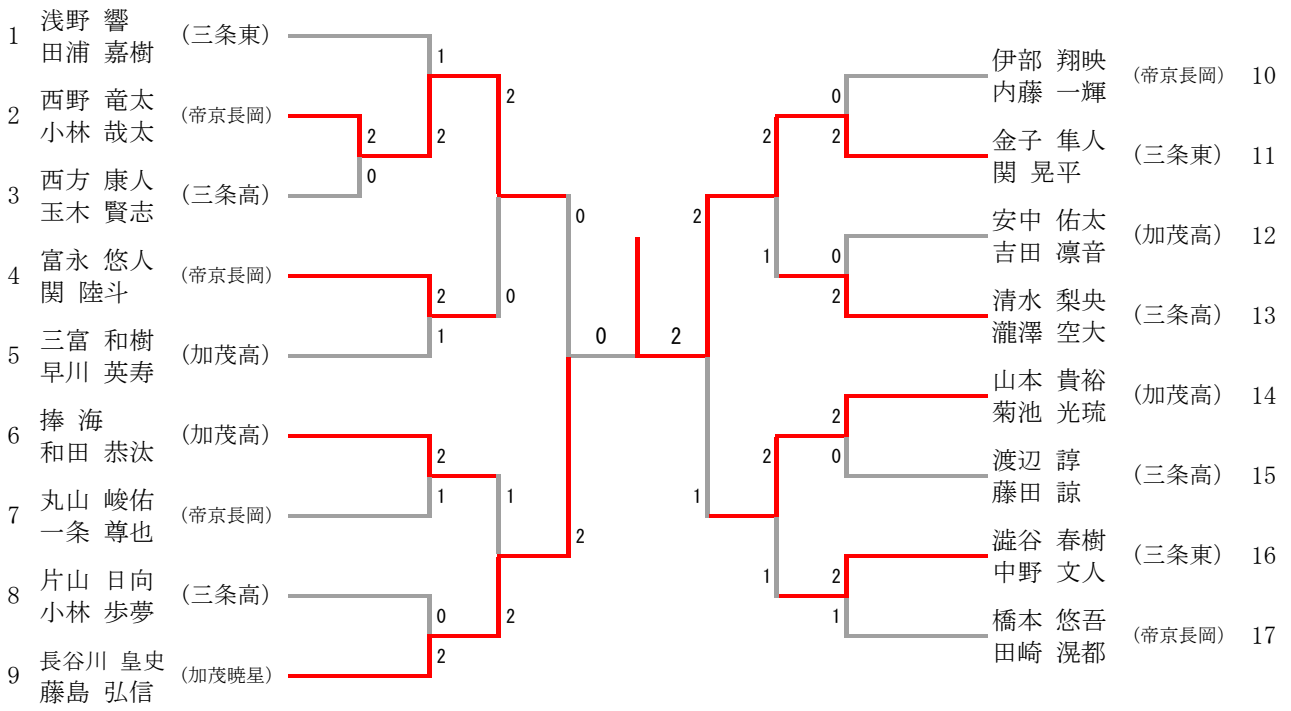 1 浅野 響 (三条東)
田浦 嘉樹
2 西野 竜太 (帝京長岡)
小林 哉太
3 西方 康人 (三条高)
玉木 賢志
4 富永 悠人 (帝京長岡)
関 陸斗
5 三富 和樹 (加茂高)
早川 英寿
6 捧 海 (加茂高)
和田 恭汰
7 丸山 峻佑 (帝京長岡)
一条 尊也
8 片山 日向 (三条高)
小林 歩夢
9 長谷川 皇史 (加茂暁星)
藤島 弘信
1
2
2
0
2
0
2
1
0
2
1
1
2
0
2
2
0
2
2
1
2
1
0
2
0
2
2
1
2
0
2
1
伊部 翔映 (帝京長岡) 10
内藤 一輝
金子 隼人 (三条東) 11
関 晃平
安中 佑太 (加茂高) 12
吉田 凛音
清水 梨央 (三条高) 13
瀧澤 空大
山本 貴裕 (加茂高) 14
菊池 光琉
渡辺 諄 (三条高) 15
藤田 諒
澁谷 春樹 (三条東) 16
中野 文人
橋本 悠吾 (帝京長岡) 17
田崎 滉都